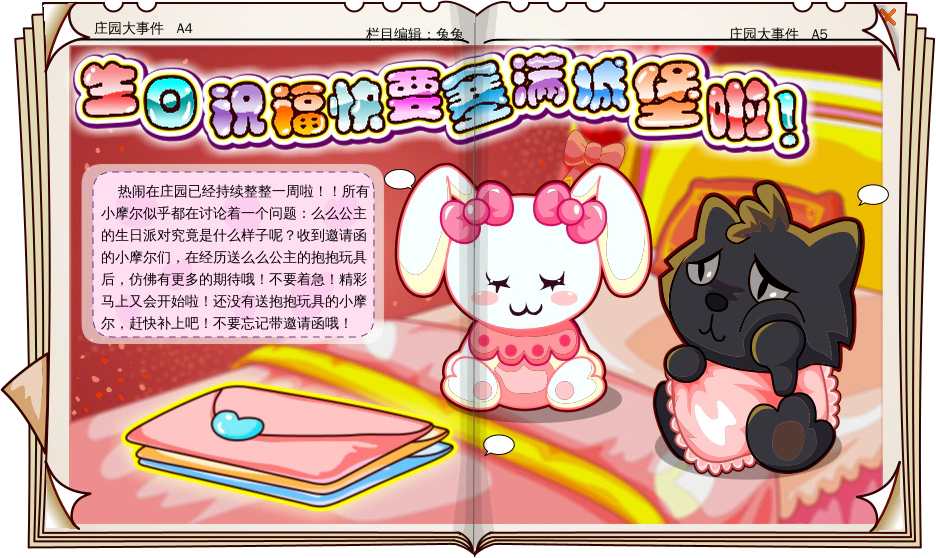 庄园大事件 A4
栏目编辑：兔兔
庄园大事件 A5
生日祝福快要塞满城堡啦！
热闹在庄园已经持续整整一周啦！！所有
小摩尔似乎都在讨论着一个问题：么么公主
的生日派对究竟是什么样子呢？收到邀请函
的小摩尔们，在经历送么么公主的抱抱玩具
后，仿佛有更多的期待哦！不要着急！精彩
马上又会开始啦！还没有送抱抱玩具的小摩
尔，赶快补上吧！不要忘记带邀请函哦！